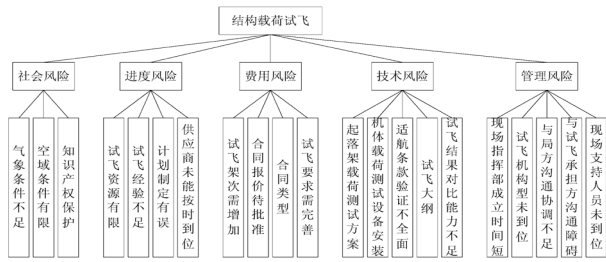 结构载荷试飞
社会风险
进度风险
费用风险
技术风险
管理风险
气象条件不足
空域条件有限
知识产权保护
试飞资源有限
试飞经验不足
计划制定有误
供应商未能按时到位
试飞架次需增加
合同报价待批准
合同类型
试飞要求需完善
起落架载荷测试方案
机体载荷测试设备安装
适航条款验证不全面
试飞大纲
试飞结果对比能力不足
现场指挥部成立时间短
试飞机构型未到位
与局方沟通协调不足
与试飞承担方沟通障碍
现场支持人员未到位